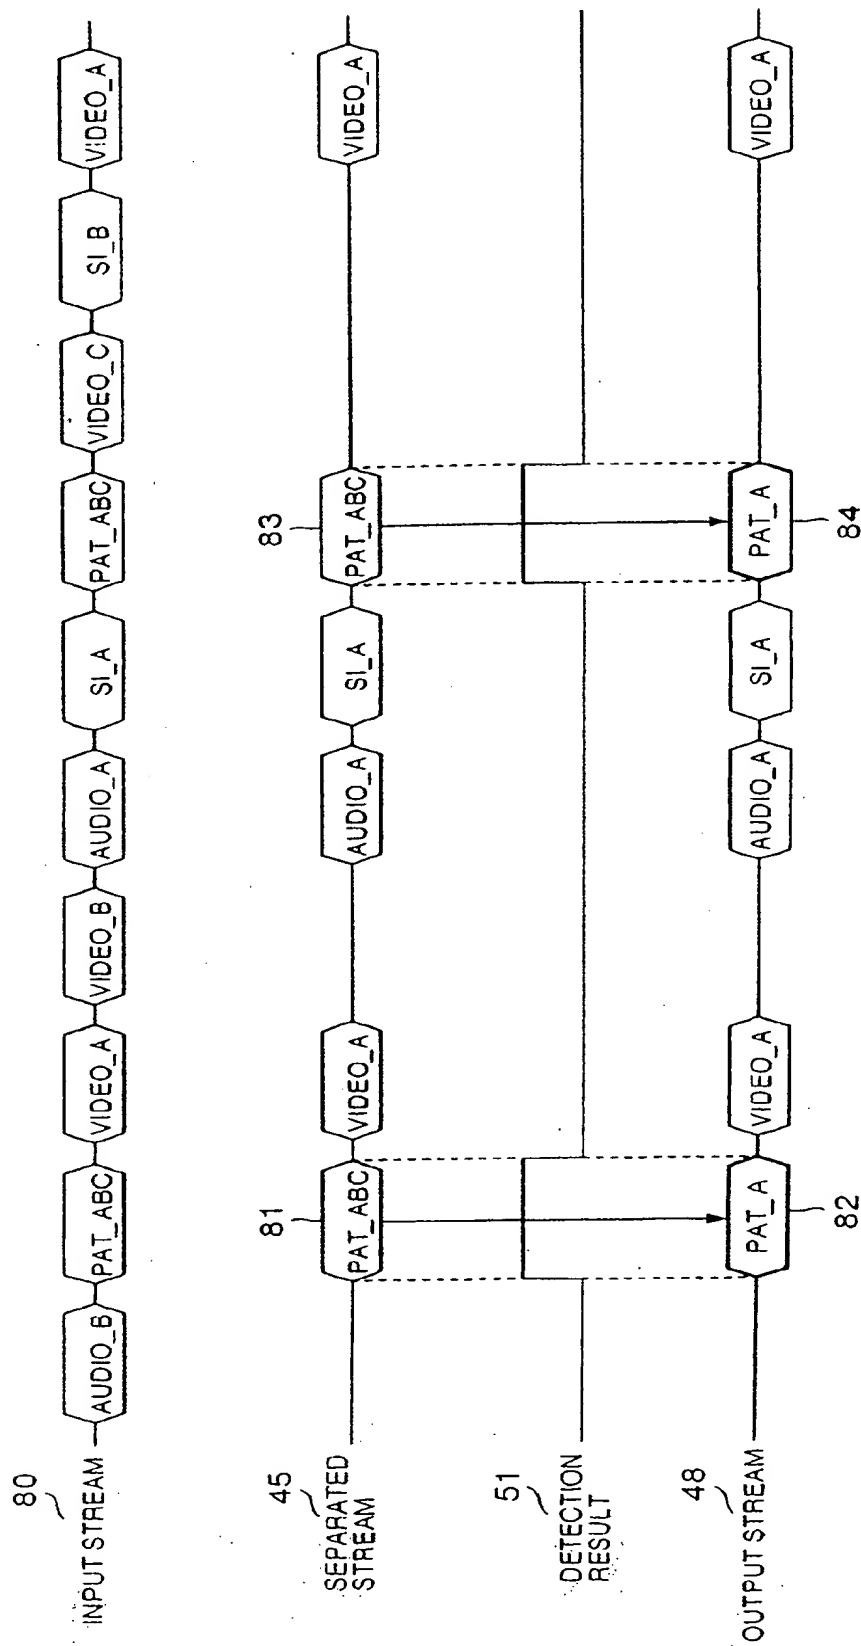 80
INPUT STREAM
AUDIO_B
PAT_ABC
VIDEO_A
VIDEO_B
AUDIO_A
SI_A
PAT_ABC
VIDEO_C
SI_B
VIDEO_A
45
SEPARATED
STREAM
81
PAT_ABC
VIDEO_A
AUDIO_A
SI_A
83
PAT_ABC
VIDEO_A
51
DETECTION
RESULT
48
OUTPUT STREAM
PAT_A
82
VIDEO_A
AUDIO_A
SI_A
PAT_A
84
VIDEO_A